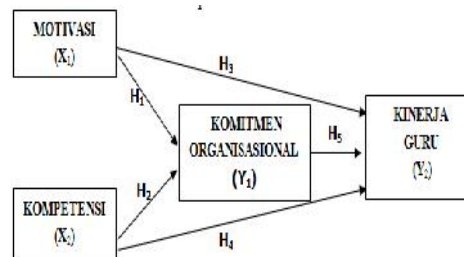 MOTIVASI
(X₁)
H₃
H₁
KOMITMEN
ORGANISASIONAL
(Y₁)
H₅
KINERJA
GURU
(Y₂)
H₂
KOMPETENSI
(X₂)
H₄